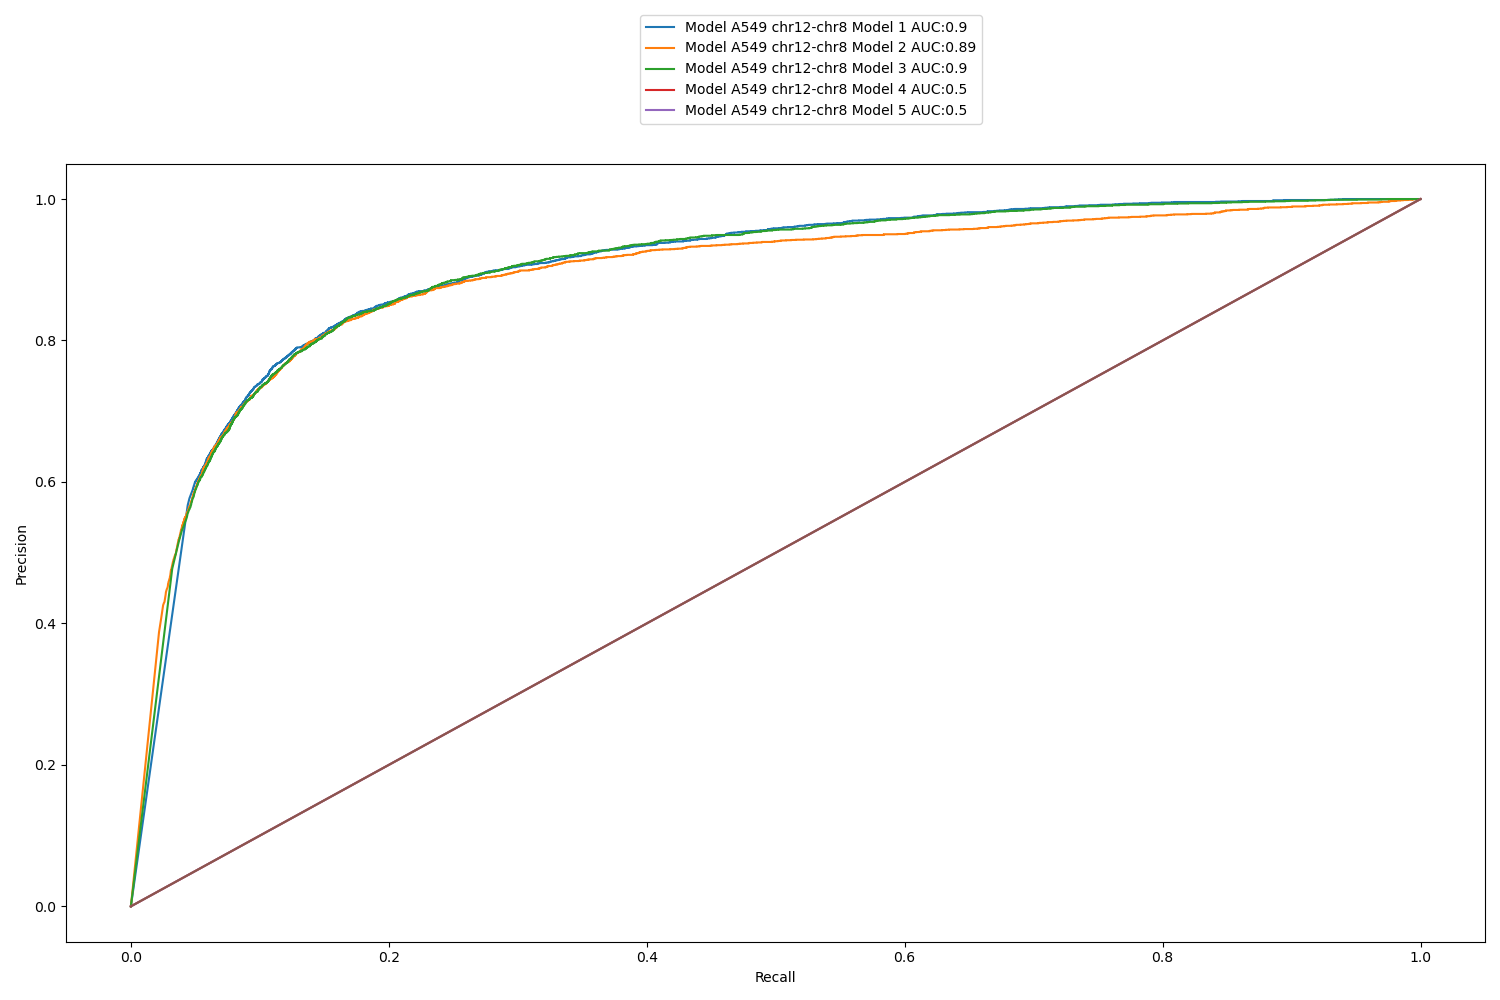 Model A549 chr12-chr8 Model 1 AUC:0.9
Model A549 chr12-chr8 Model 2 AUC:0.89
Model A549 chr12-chr8 Model 3 AUC:0.9
Model A549 chr12-chr8 Model 4 AUC:0.5
Model A549 chr12-chr8 Model 5 AUC:0.5
1.0
0.8
0.6
0.4
0.2
0.0
Precision
0.0 0.2 0.4 0.6 0.8 1.0
Recall